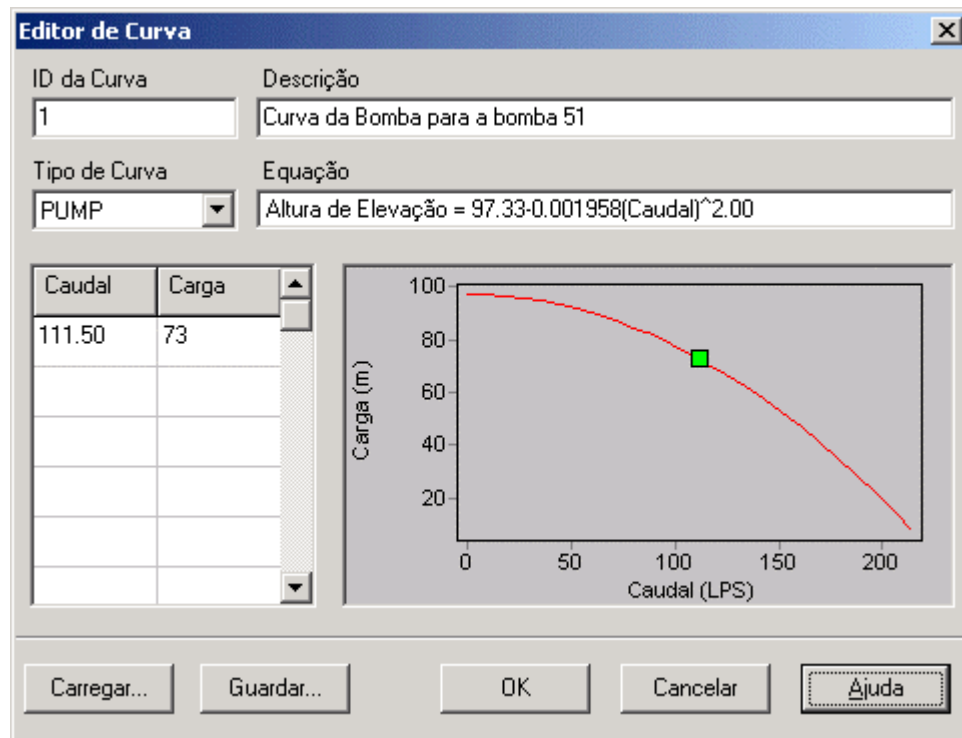 Editor de Curva
ID da Curva
Descrição
1
Curva da Bomba para a bomba 51
Tipo de Curva
Equação
PUMP
Altura de Elevação = 97.33-0.001958(Caudal)^2.00
Caudal
Carga
111.50
73
100
80
60
40
20
Carga (m)
0
50
100
150
200
Caudal (LPS)
Carregar...
Guardar...
OK
Cancelar
Ajuda